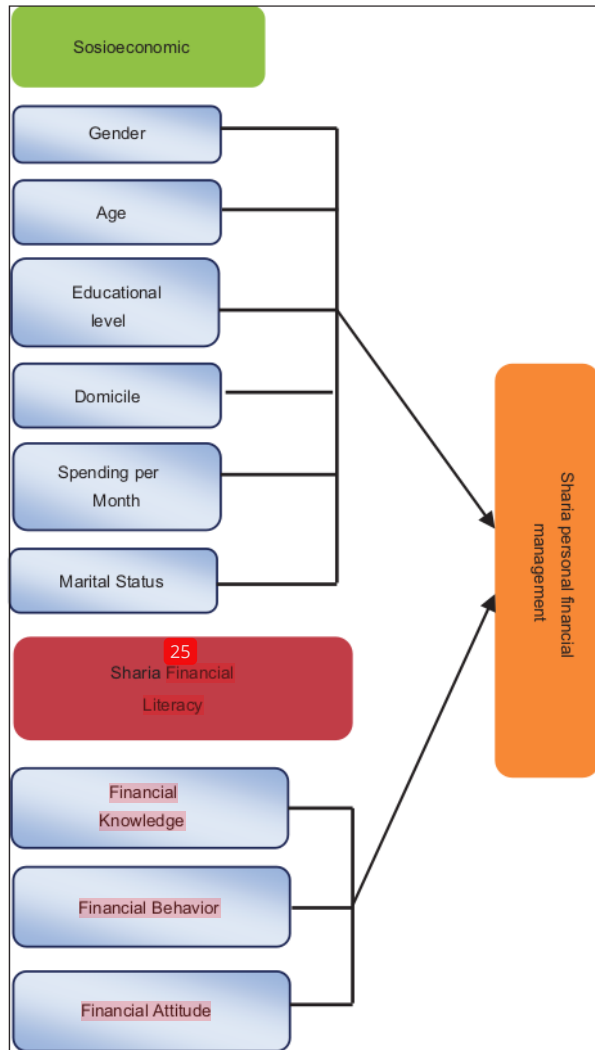 Sosioeconomic
Gender
Age
Educational
level
Domicile
Spending per
Month
Marital Status
25
Sharia Financial
Literacy
Financial
Knowledge
Financial Behavior
Financial Attitude
Sharia personal financial
management